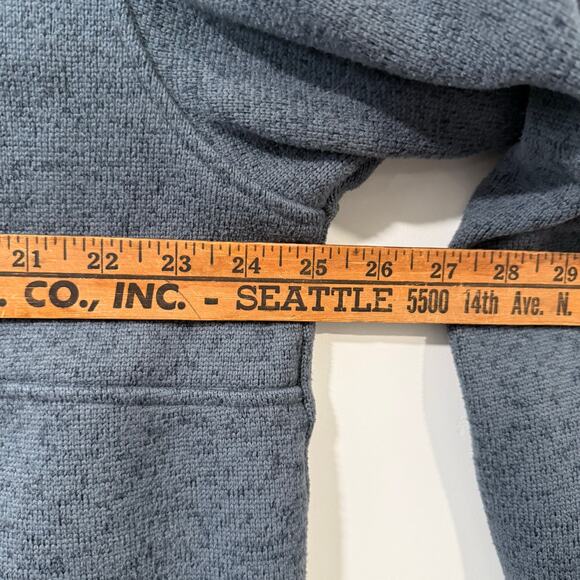 21 22 23 24 25 26 27 28 29
. CO., INC. - SEATTLE 5500 14th Ave. N.